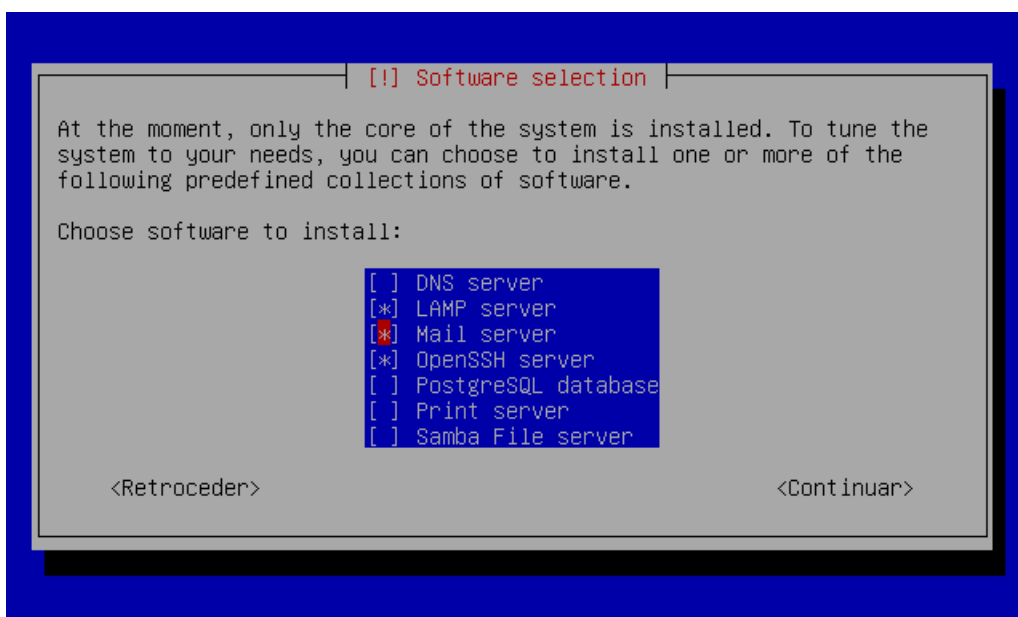 [!] Software selection
At the moment, only the core of the system is installed. To tune the
system to your needs, you can choose to install one or more of the
following predefined collections of software.
Choose software to install:
[ ] DNS server
[*] LAMP server
[*] Mail server
[*] OpenSSH server
[ ] PostgreSQL database
[ ] Print server
[ ] Samba File server
<Retroceder> <Continuar>